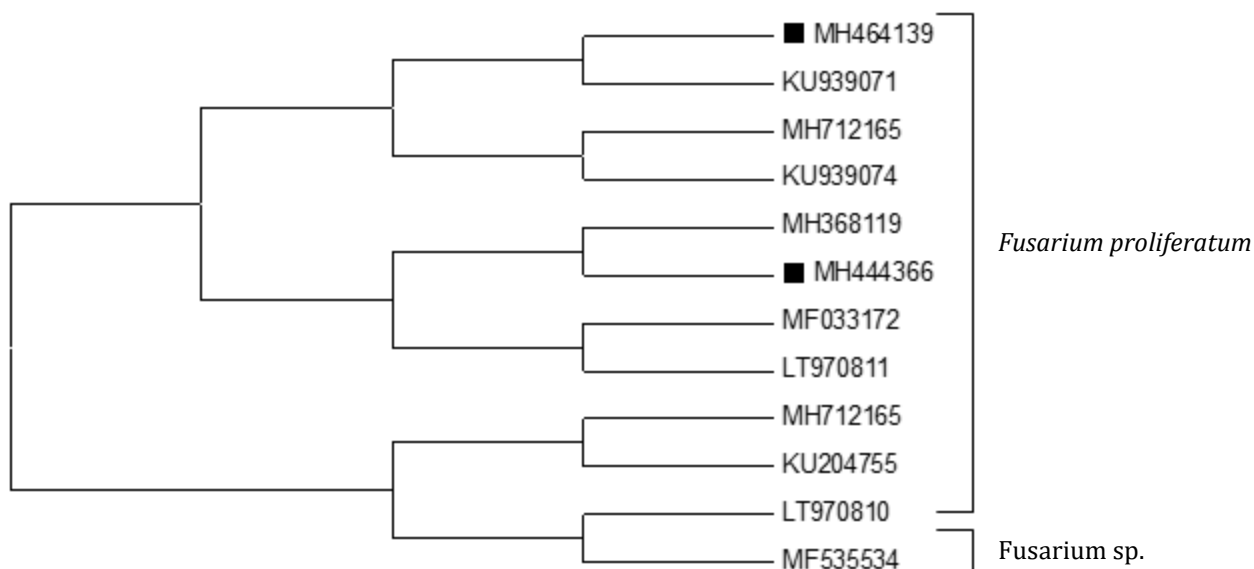 MH464139
KU939071
MH712165
KU939074
MH368119
Fusarium proliferatum
MH444366
MF033172
LT970811
MH712165
KU204755
LT970810
Fusarium sp.
MF535534